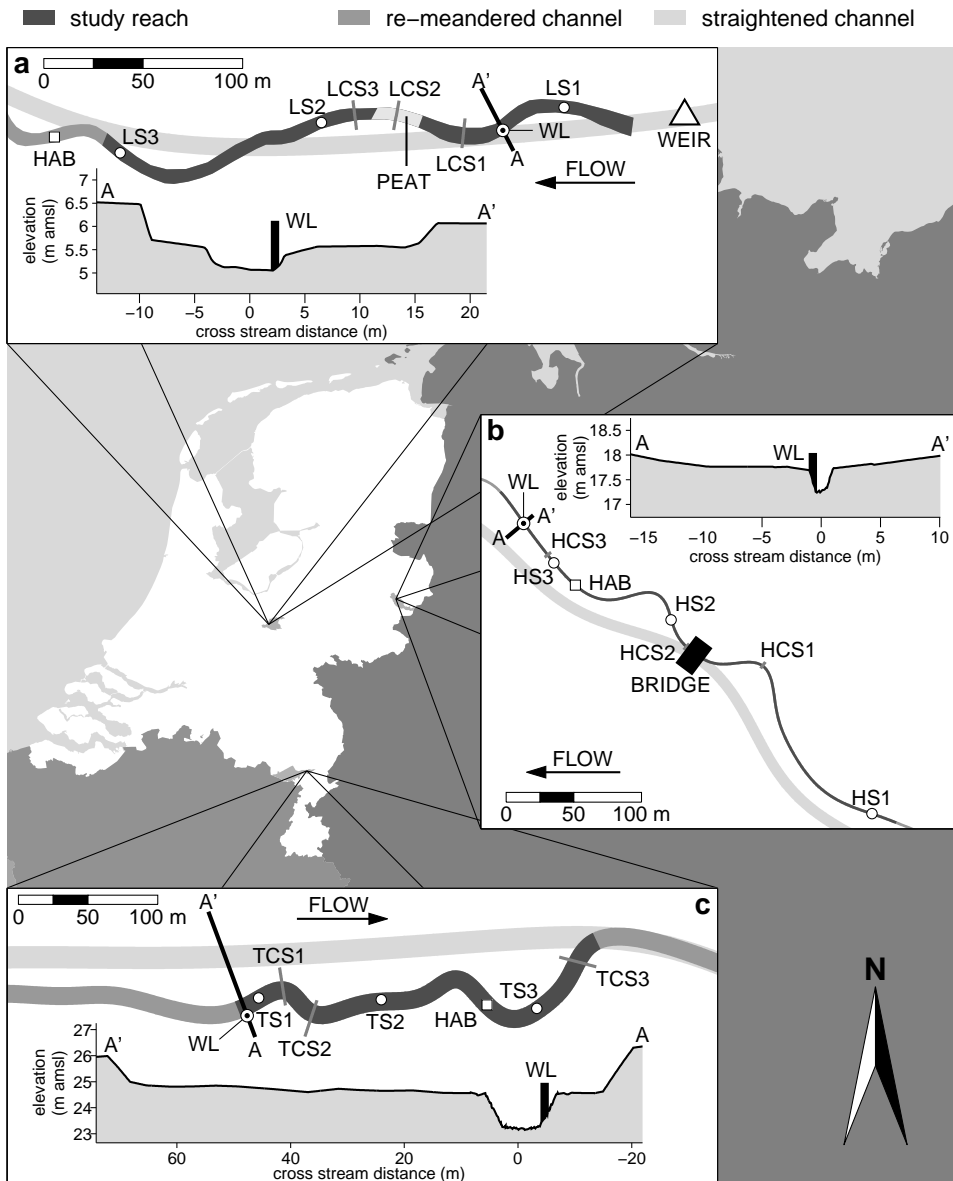 study reach re-meandered channel straightened channel
a
0 50 100 m
LCS3 LCS2
A'
LS1
LS2
WL
WEIR
LS3
HAB
LCS1
A
PEAT
FLOW
7
6.5
6
5.5
5
elevation
(m amsl)
A
WL
A'
−10 −5 0 5 10 15 20
cross stream distance (m)
b
18.5
18
17.5
17
elevation
(m amsl)
A
WL
A'
−15 −10 −5 0 5 10
cross stream distance (m)
WL
A'
A
HCS3
HS3
HAB
HS2
HCS2
HCS1
BRIDGE
FLOW
0 50 100 m
HS1
c
0 50 100 m
A'
FLOW
TCS1
TCS3
TS1
TS2
HAB
TS3
WL
A
TCS2
27
26
25
24
23
elevation
(m amsl)
A'
WL
A
60 40 20 0 −20
cross stream distance (m)
N